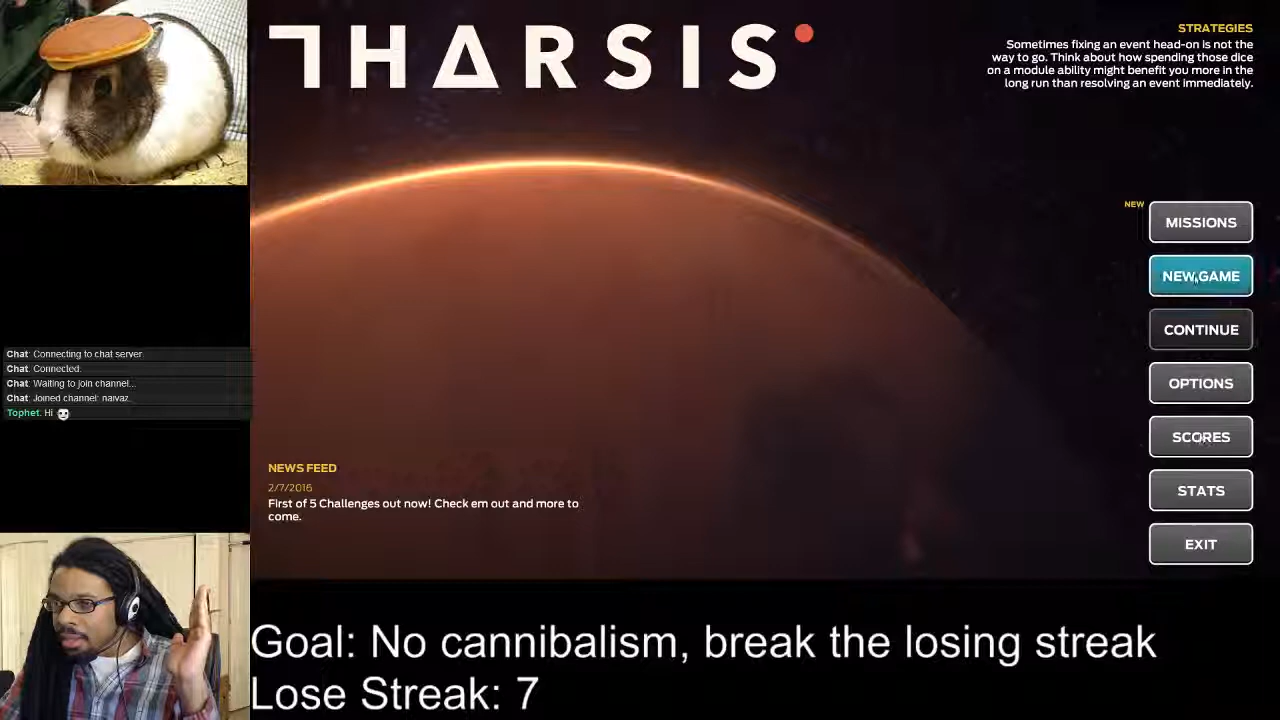 THARSIS
STRATEGIES
Sometimes fixing an event head-on is not the
way to go. Think about how spending those dice
on a module ability might benefit you more in the
long run than resolving an event immediately.
NEW
MISSIONS
NEW GAME
CONTINUE
OPTIONS
SCORES
STATS
EXIT
Chat: Connecting to chat server.
Chat: Connected.
Chat: Waiting to join channel...
Chat: Joined channel: naivaz.
Tophet: Hi
NEWS FEED
2/7/2016
First of 5 Challenges out now! Check em out and more to
come.
Goal: No cannibalism, break the losing streak
Lose Streak: 7